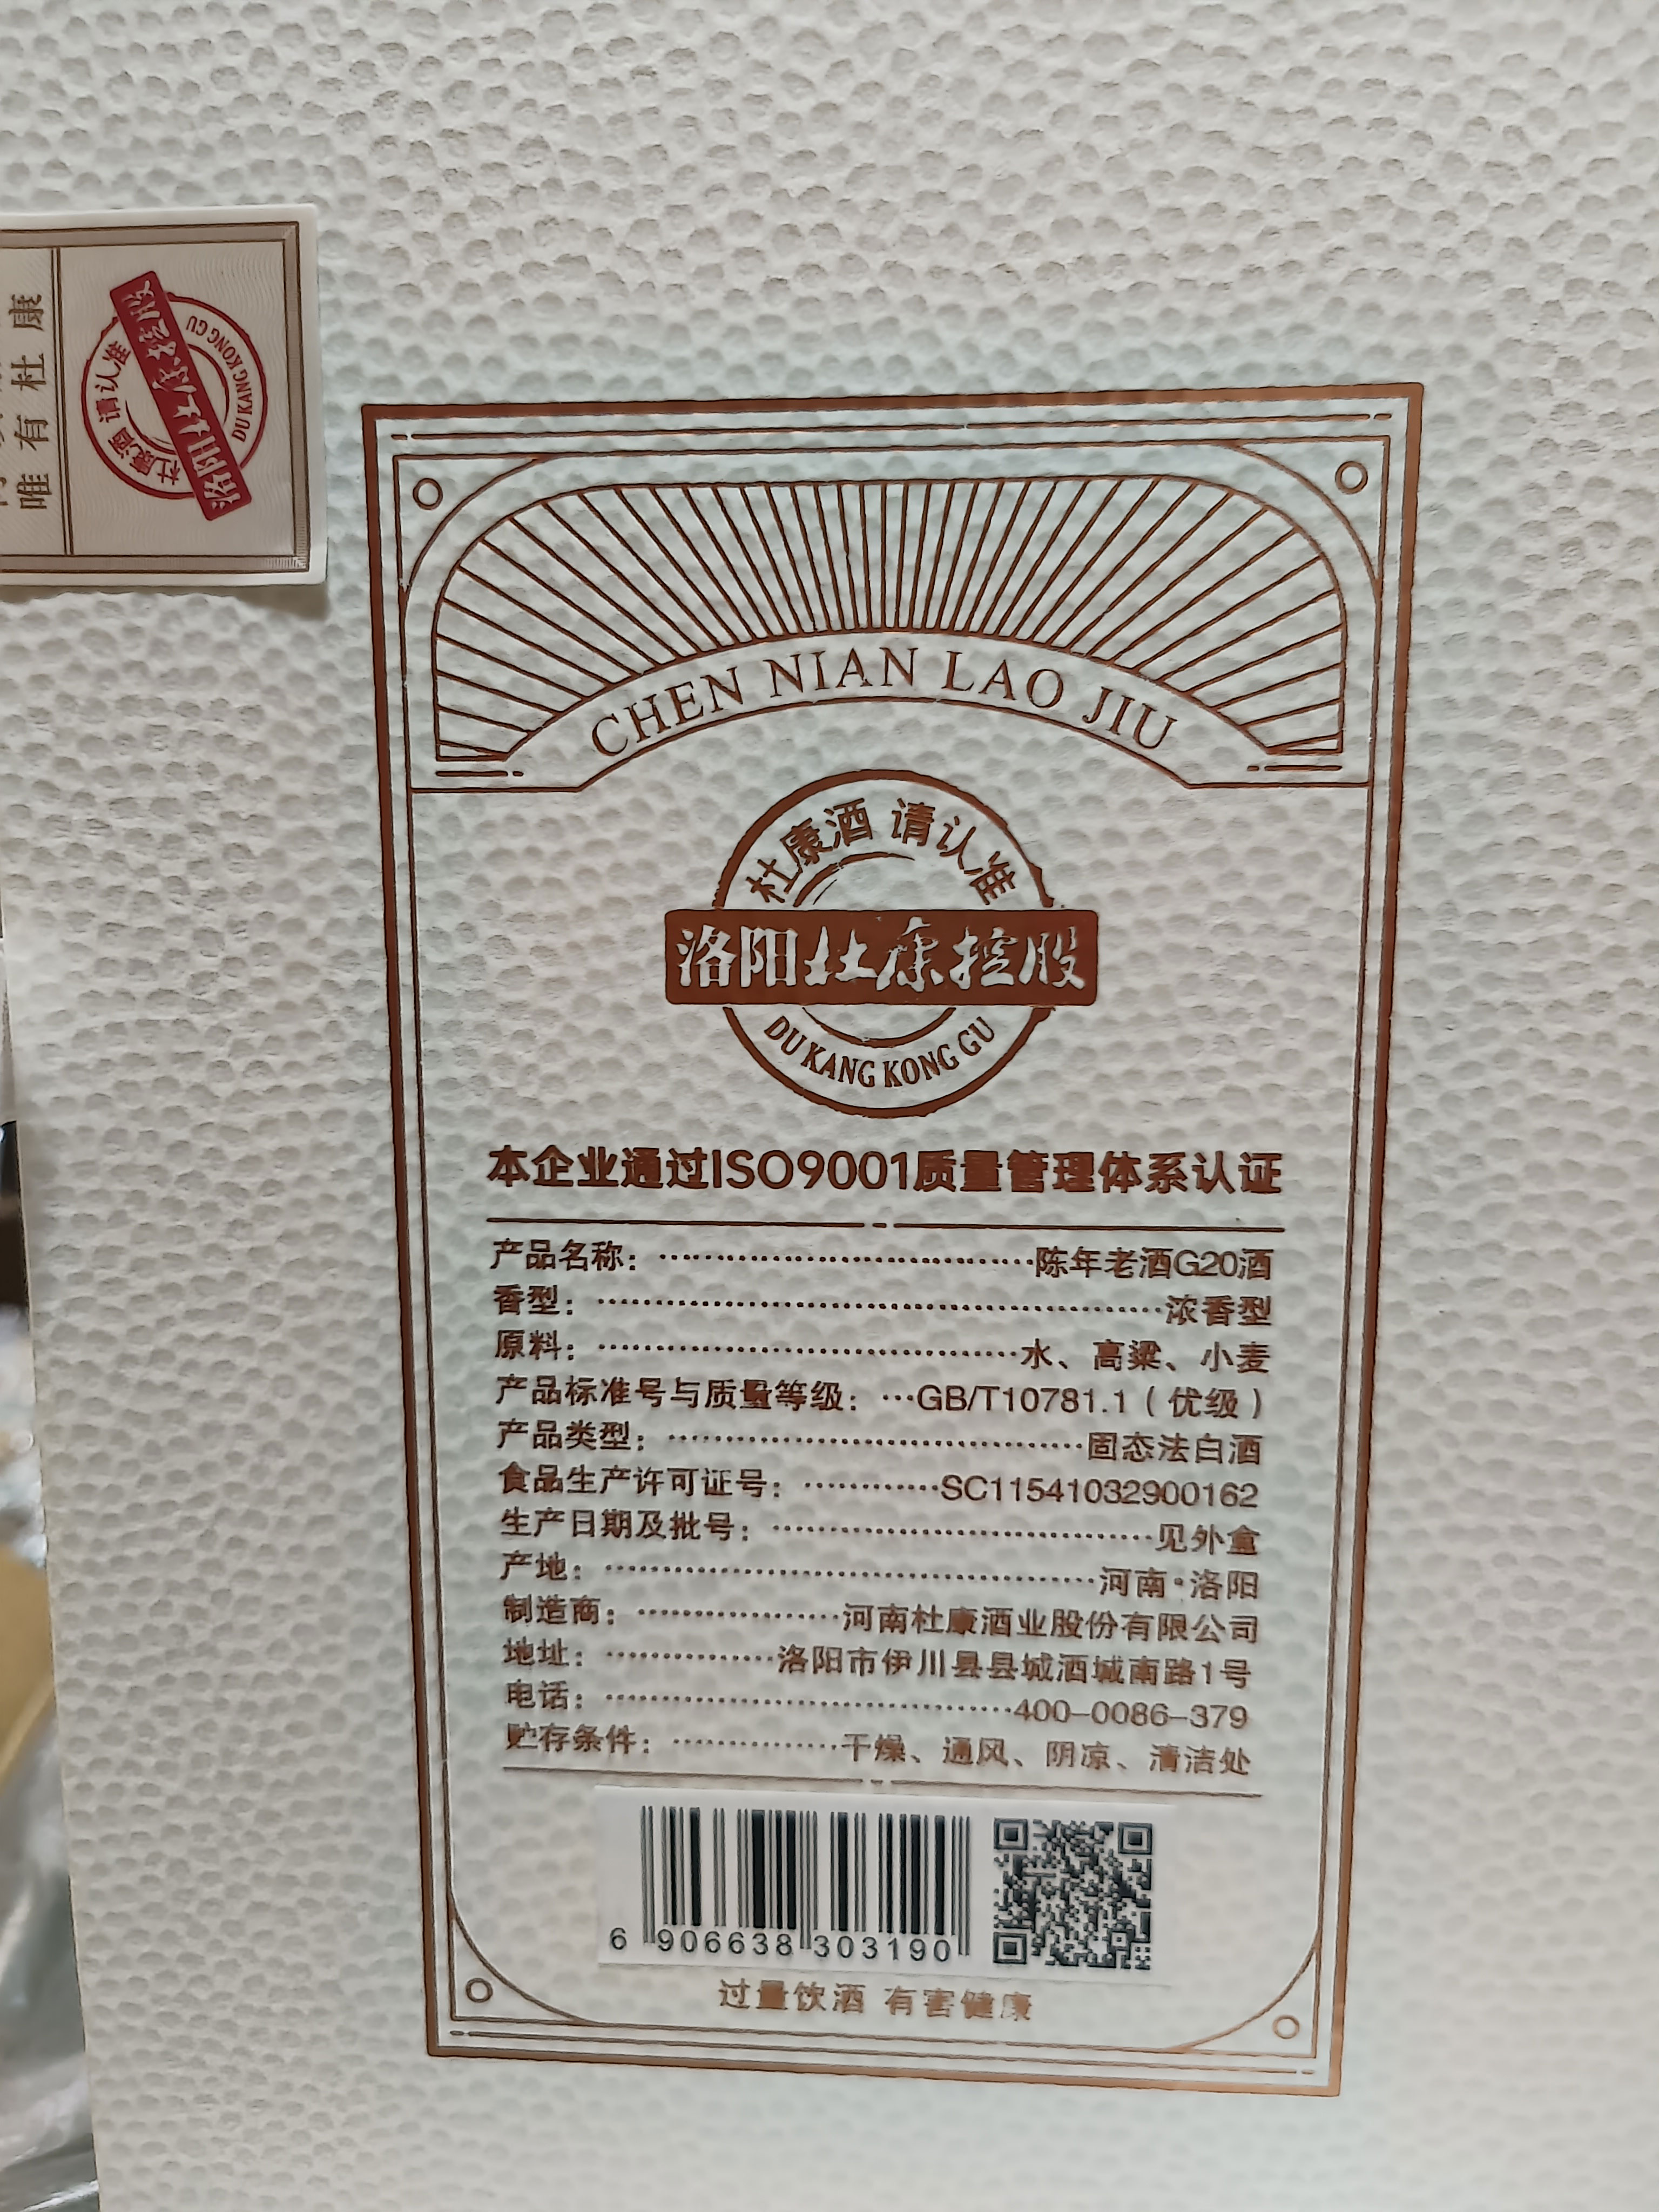 唯有杜康
杜康酒 请认准
洛阳杜康控股
DU KANG KONG GU
CHEN NIAN LAO JIU
杜康酒 请认准
洛阳杜康控股
DU KANG KONG GU
本企业通过ISO9001质量管理体系认证
产品名称：陈年老酒G20酒
香型：浓香型
原料：水、高粱、小麦
产品标准号与质量等级：GB/T10781.1（优级）
产品类型：固态法白酒
食品生产许可证号：SC11541032900162
生产日期及批号：见外盒
产地：河南·洛阳
制造商：河南杜康酒业股份有限公司
地址：洛阳市伊川县县城酒城南路1号
电话：400-0086-379
贮存条件：干燥、通风、阴凉、清洁处
6 906638 303190
过量饮酒 有害健康